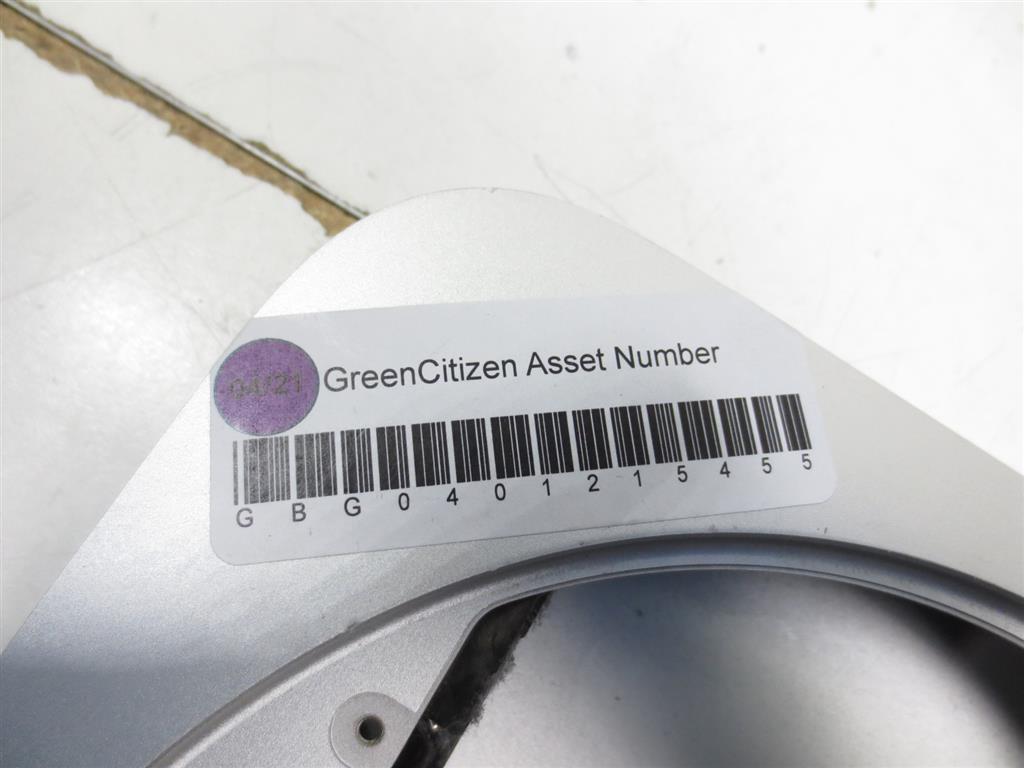 04/21
GreenCitizen Asset Number
G B G 0 4 0 1 2 1 5 4 5 5